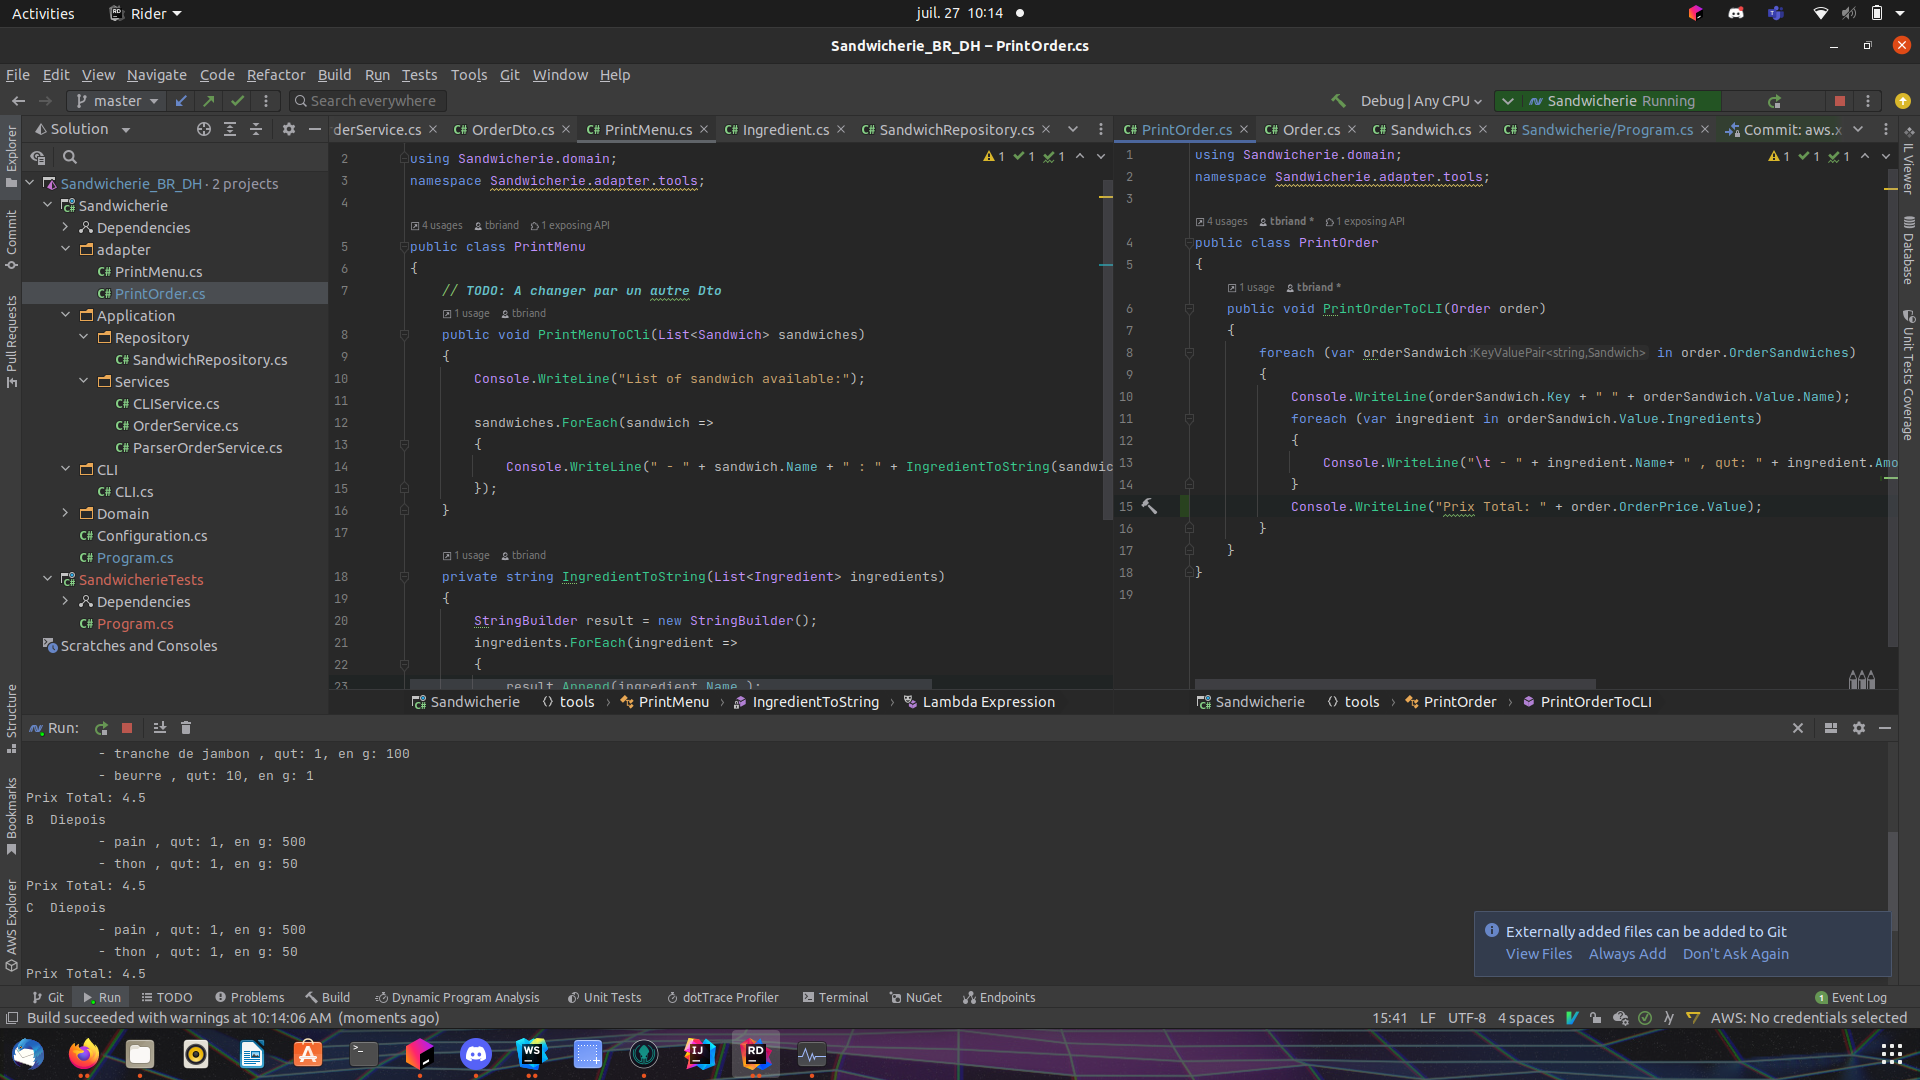 Activities
Rider
juil. 27 10:14
Sandwicherie_BR_DH – PrintOrder.cs
File Edit View Navigate Code Refactor Build Run Tests Tools Git Window Help
master
Search everywhere
Debug | Any CPU
Sandwicherie Running
Solution
derService.cs
OrderDto.cs
PrintMenu.cs
Ingredient.cs
SandwichRepository.cs
PrintOrder.cs
Order.cs
Sandwich.cs
Sandwicherie/Program.cs
Commit: aws.x
Explorer
Commit
Pull Requests
Structure
Bookmarks
AWS Explorer
Sandwicherie_BR_DH · 2 projects
Sandwicherie
Dependencies
adapter
C# PrintMenu.cs
C# PrintOrder.cs
Application
Repository
C# SandwichRepository.cs
Services
C# CLIService.cs
C# OrderService.cs
C# ParserOrderService.cs
CLI
C# CLI.cs
Domain
C# Configuration.cs
C# Program.cs
SandwicherieTests
Dependencies
C# Program.cs
Scratches and Consoles
1 1 1
2 using Sandwicherie.domain;
3 namespace Sandwicherie.adapter.tools;
4
4 usages tbriand 1 exposing API
5 public class PrintMenu
6 {
7 // TODO: A changer par un autre Dto
1 usage tbriand
8 public void PrintMenuToCli(List<Sandwich> sandwiches)
9 {
10 Console.WriteLine("List of sandwich available:");
11
12 sandwiches.ForEach(sandwich =>
13 {
14 Console.WriteLine(" - " + sandwich.Name + " : " + IngredientToString(sandwic
15 });
16 }
17
1 usage tbriand
18 private string IngredientToString(List<Ingredient> ingredients)
19 {
20 StringBuilder result = new StringBuilder();
21 ingredients.ForEach(ingredient =>
22 {
23 result.Append(ingredient.Name );
Sandwicherie tools PrintMenu IngredientToString Lambda Expression
1 1 1
1 using Sandwicherie.domain;
2 namespace Sandwicherie.adapter.tools;
3
4 usages tbriand * 1 exposing API
4 public class PrintOrder
5 {
1 usage tbriand *
6 public void PrintOrderToCLI(Order order)
7 {
8 foreach (var orderSandwich :KeyValuePair<string,Sandwich> in order.OrderSandwiches)
9 {
10 Console.WriteLine(orderSandwich.Key + " " + orderSandwich.Value.Name);
11 foreach (var ingredient in orderSandwich.Value.Ingredients)
12 {
13 Console.WriteLine("\t - " + ingredient.Name+ " , qut: " + ingredient.Amo
14 }
15 Console.WriteLine("Prix Total: " + order.OrderPrice.Value);
16 }
17 }
18 }
19
Sandwicherie tools PrintOrder PrintOrderToCLI
IL Viewer
Database
Unit Tests Coverage
Run:
- tranche de jambon , qut: 1, en g: 100
- beurre , qut: 10, en g: 1
Prix Total: 4.5
B Diepois
- pain , qut: 1, en g: 500
- thon , qut: 1, en g: 50
Prix Total: 4.5
C Diepois
- pain , qut: 1, en g: 500
- thon , qut: 1, en g: 50
Prix Total: 4.5
Externally added files can be added to Git
View Files Always Add Don't Ask Again
Git Run TODO Problems Build Dynamic Program Analysis Unit Tests dotTrace Profiler Terminal NuGet Endpoints
1 Event Log
Build succeeded with warnings at 10:14:06 AM (moments ago)
15:41 LF UTF-8 4 spaces AWS: No credentials selected
WS
IJ
RD